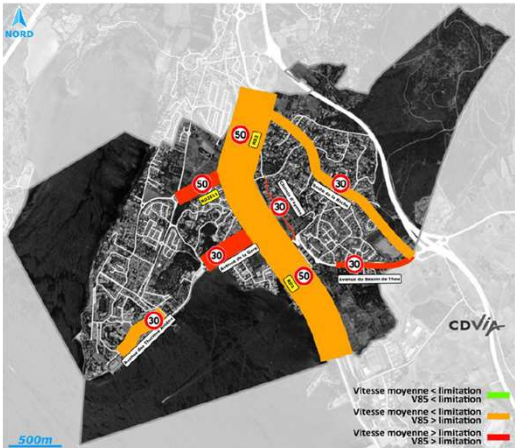 NORD
50
50
30
30
30
Avenue de la Gare
50
30
30
Avenue du Bassin de Thau
CDVIA
Vitesse moyenne < limitation
V85 < limitation
Vitesse moyenne < limitation
V85 > limitation
Vitesse moyenne > limitation
V85 > limitation
500m